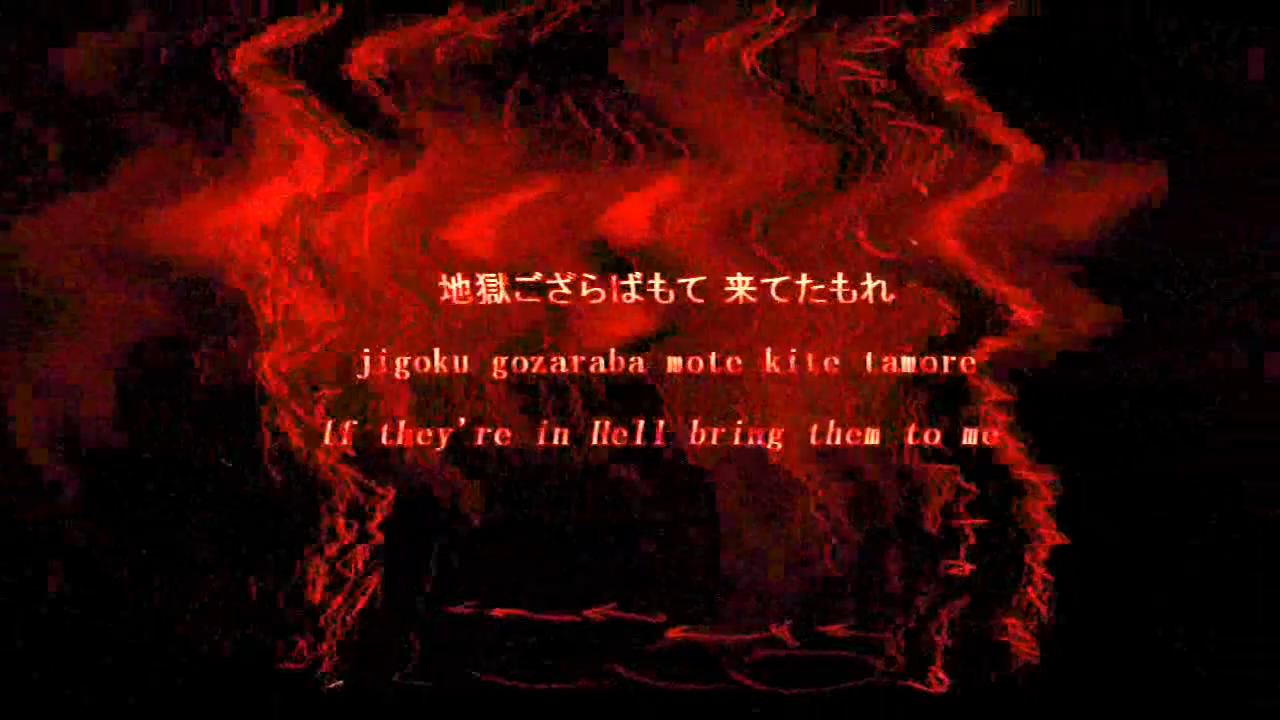 地獄ござらばもて 来てたもれ
jigoku gozaraba mote kite tamore
If they're in Hell bring them to me